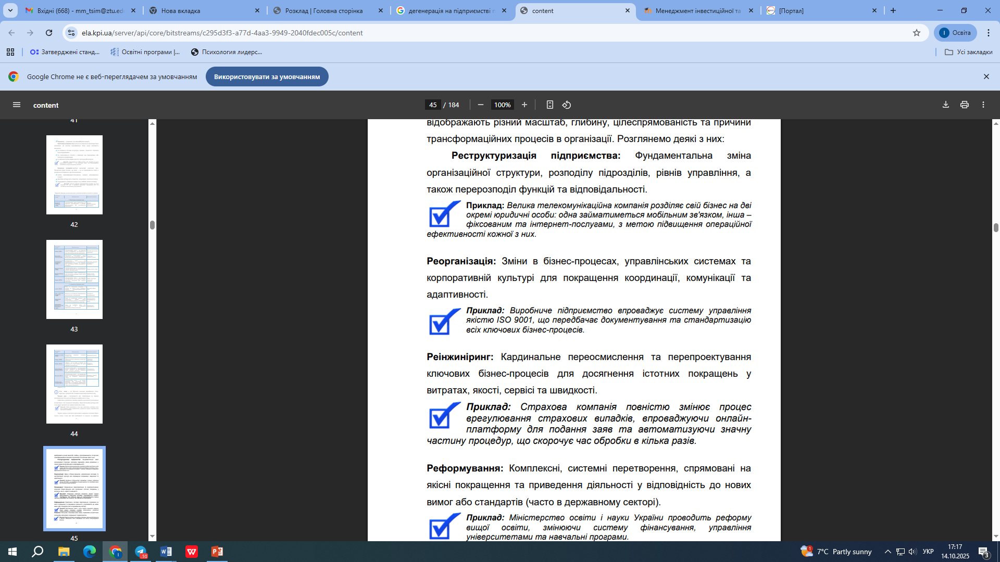 Вхідні (668) - mm_tsim@ztu.ed
Нова вкладка
Розклад | Головна сторінка
дегенерація на підприємстві п
content
Менеджмент інвестиційної та
[Портал]
ela.kpi.ua/server/api/core/bitstreams/c295d3f3-a77d-4aa3-9949-2040fdec005c/content
І Освіта
Затверджені станд...
Освітні програми |...
Психология лидерс...
Усі закладки
Google Chrome не є веб-переглядачем за умовчанням
Використовувати за умовчанням
content
45 / 184
100%
41
42
43
44
45
відображають різний масштаб, глибину, цілеспрямованість та причини
трансформаційних процесів в організації. Розглянемо деякі з них:
Реструктуризація підприємства: Фундаментальна зміна
організаційної структури, розподілу підрозділів, рівнів управління, а
також перерозподіл функцій та відповідальності.
Приклад: Велика телекомунікаційна компанія розділяє свій бізнес на дві
окремі юридичні особи: одна займатиметься мобільним зв'язком, інша –
фіксованим та інтернет-послугами, з метою підвищення операційної
ефективності кожної з них.
Реорганізація: Зміни в бізнес-процесах, управлінських системах та
корпоративній культурі для покращення координації, комунікації та
адаптивності.
Приклад: Виробниче підприємство впроваджує систему управління
якістю ISO 9001, що передбачає документування та стандартизацію
всіх ключових бізнес-процесів.
Реінжиніринг: Кардинальне переосмислення та перепроектування
ключових бізнес-процесів для досягнення істотних покращень у
витратах, якості, сервісі та швидкості.
Приклад: Страхова компанія повністю змінює процес
врегулювання страхових випадків, впроваджуючи онлайн-
платформу для подання заяв та автоматизуючи значну
частину процедур, що скорочує час обробки в кілька разів.
Реформування: Комплексні, системні перетворення, спрямовані на
якісні покращення та приведення діяльності у відповідність до нових
вимог або стандартів (часто в державному секторі).
Приклад: Міністерство освіти і науки України проводить реформу
вищої освіти, змінюючи систему фінансування, управління
університетами та навчальні програми.
7°C Partly sunny
УКР
17:17
14.10.2025
3